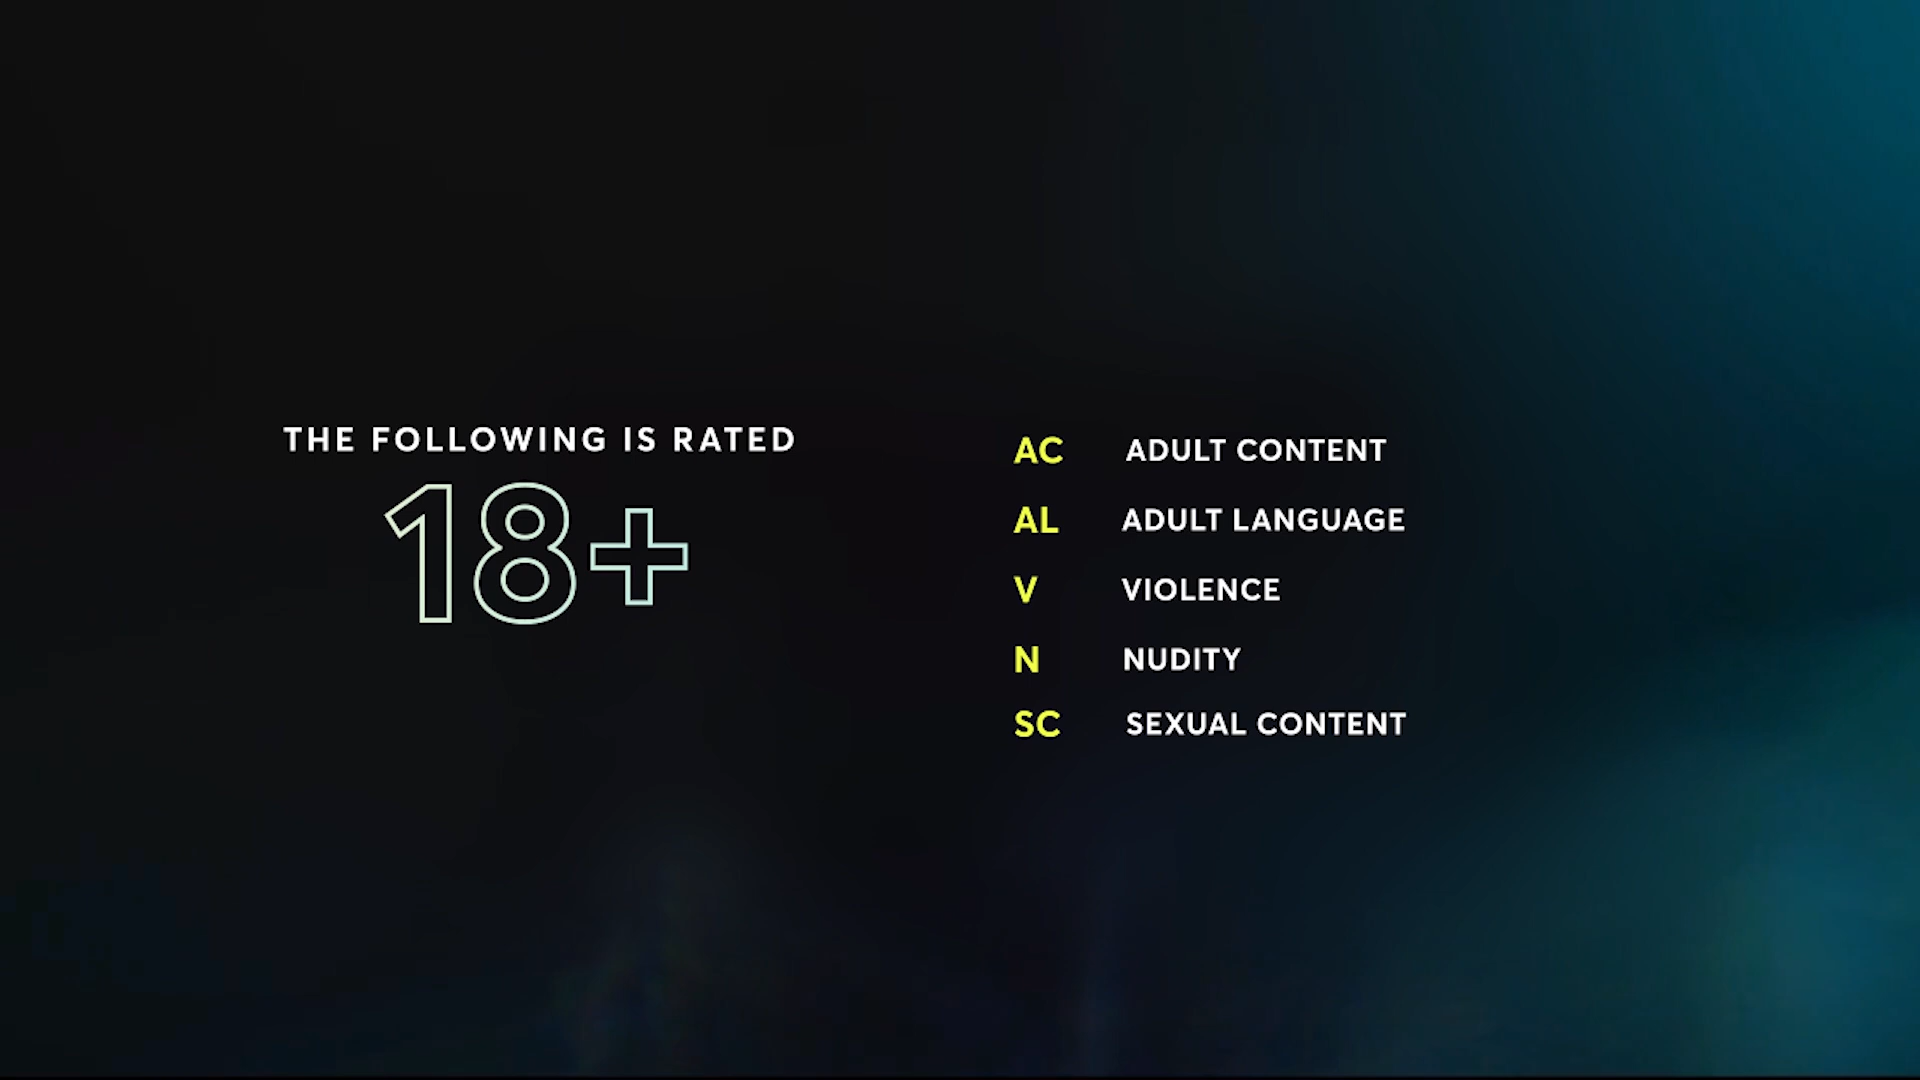 THE FOLLOWING IS RATED
18+
AC ADULT CONTENT
AL ADULT LANGUAGE
V VIOLENCE
N NUDITY
SC SEXUAL CONTENT